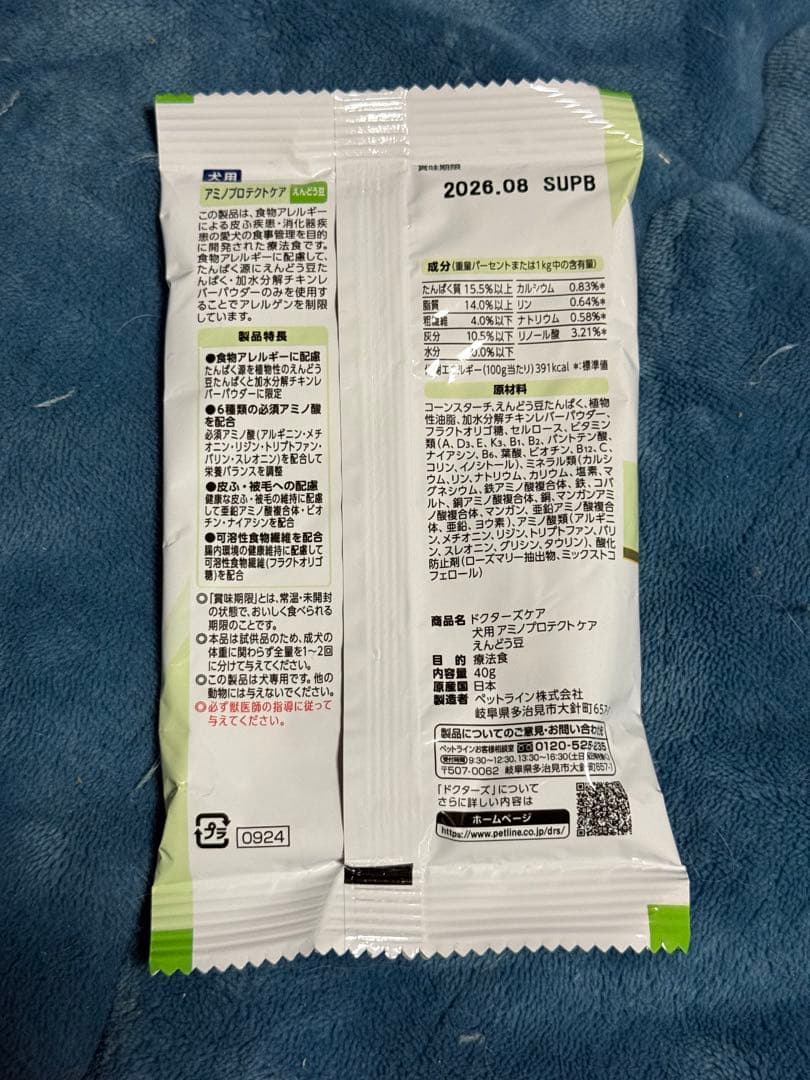 犬用
アミノプロテクトケア えんどう豆
この製品は、食物アレルギー
による皮ふ疾患・消化器疾
患の愛犬の食事管理を目的
に開発された療法食です。
食物アレルギーに配慮して、
たんぱく源にえんどう豆たん
ぱく・加水分解チキンレ
バーパウダーのみを使用す
ることでアレルゲンを制限
しています。
製品特長
●食物アレルギーに配慮
たんぱく源を植物性のえんどう
豆たんぱくと加水分解チキンレ
バーパウダーに限定
●6種類の必須アミノ酸
を配合
必須アミノ酸(アルギニン・メチ
オニン・リジン・トリプトファン・
バリン・スレオニン)を配合して
栄養バランスを調整
●皮ふ・被毛への配慮
健康な皮ふ・被毛の維持に配慮
して亜鉛アミノ酸複合体・ビオ
チン・ナイアシンを配合
●可溶性食物繊維を配合
腸内環境の健康維持に配慮して
可溶性食物繊維(フラクトオリゴ
糖)を配合
◎「賞味期限」とは、常温・未開封
の状態で、おいしく食べられる
期限のことです。
◎本品は試供品のため、成犬の
体重に関わらず全量を1~2回
に分けて与えてください。
◎この製品は犬専用です。他の
動物には与えないでください。
◎必ず獣医師の指導に従って
与えてください。
プラ 0924
賞味期限
2026.08 SUPB
成分(重量パーセントまたは1kg中の含有量)
たんぱく質 15.5%以上 カルシウム 0.83%*
脂質 14.0%以上 リン 0.64%*
粗繊維 4.0%以下 ナトリウム 0.58%*
灰分 10.5%以下 リノール酸 3.21%*
水分 0.0%以下
エネルギー(100g当たり)391kcal *:標準値
原材料
コーンスターチ、えんどう豆たんぱく、植物
性油脂、加水分解チキンレバーパウダー、
フラクトオリゴ糖、セルロース、ビタミン
類(A、D3、E、K3、B1、B2、パントテン酸、
ナイアシン、B6、葉酸、ビオチン、B12、C、
コリン、イノシトール)、ミネラル類(カルシ
ウム、リン、ナトリウム、カリウム、塩素、マ
グネシウム、鉄アミノ酸複合体、鉄、コバ
ルト、銅アミノ酸複合体、銅、マンガンアミ
ノ酸複合体、マンガン、亜鉛アミノ酸複合
体、亜鉛、ヨウ素)、アミノ酸類(アルギニ
ン、メチオニン、リジン、トリプトファン、バリ
ン、スレオニン、グリシン、タウリン)、酸化
防止剤(ローズマリー抽出物、ミックストコ
フェロール)
商品名 ドクターズケア
犬用 アミノプロテクトケア
えんどう豆
目的 療法食
内容量 40g
原産国 日本
製造者 ペットライン株式会社
岐阜県多治見市大針町657-
製品についてのご意見・お問い合わせ
ペットラインお客様相談室 0120-525-235
受付時間 9:30~12:30、13:30~16:30(土日
〒507-0062 岐阜県多治見市大針町657-1
「ドクターズ」について
さらに詳しい内容は
ホームページ
https://www.petline.co.jp/drs/